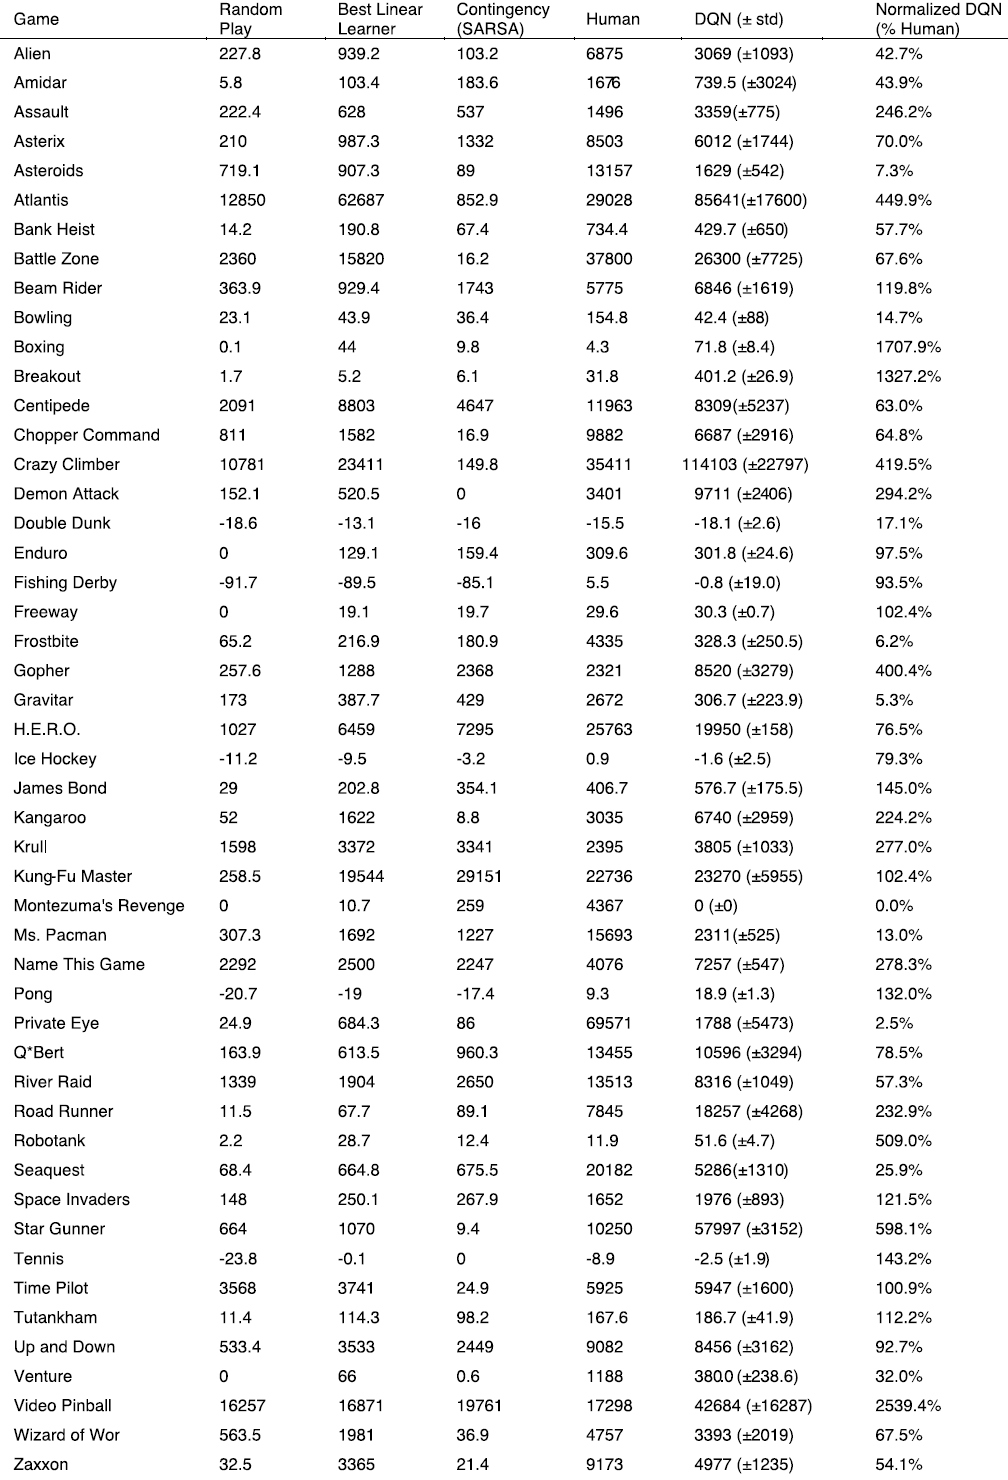 Game Random Play Best Linear Learner Contingency (SARSA) Human DQN (± std) Normalized DQN (% Human)
Alien 227.8 939.2 103.2 6875 3069 (±1093) 42.7%
Amidar 5.8 103.4 183.6 1676 739.5 (±3024) 43.9%
Assault 222.4 628 537 1496 3359(±775) 246.2%
Asterix 210 987.3 1332 8503 6012 (±1744) 70.0%
Asteroids 719.1 907.3 89 13157 1629 (±542) 7.3%
Atlantis 12850 62687 852.9 29028 85641(±17600) 449.9%
Bank Heist 14.2 190.8 67.4 734.4 429.7 (±650) 57.7%
Battle Zone 2360 15820 16.2 37800 26300 (±7725) 67.6%
Beam Rider 363.9 929.4 1743 5775 6846 (±1619) 119.8%
Bowling 23.1 43.9 36.4 154.8 42.4 (±88) 14.7%
Boxing 0.1 44 9.8 4.3 71.8 (±8.4) 1707.9%
Breakout 1.7 5.2 6.1 31.8 401.2 (±26.9) 1327.2%
Centipede 2091 8803 4647 11963 8309(±5237) 63.0%
Chopper Command 811 1582 16.9 9882 6687 (±2916) 64.8%
Crazy Climber 10781 23411 149.8 35411 114103 (±22797) 419.5%
Demon Attack 152.1 520.5 0 3401 9711 (±2406) 294.2%
Double Dunk -18.6 -13.1 -16 -15.5 -18.1 (±2.6) 17.1%
Enduro 0 129.1 159.4 309.6 301.8 (±24.6) 97.5%
Fishing Derby -91.7 -89.5 -85.1 5.5 -0.8 (±19.0) 93.5%
Freeway 0 19.1 19.7 29.6 30.3 (±0.7) 102.4%
Frostbite 65.2 216.9 180.9 4335 328.3 (±250.5) 6.2%
Gopher 257.6 1288 2368 2321 8520 (±3279) 400.4%
Gravitar 173 387.7 429 2672 306.7 (±223.9) 5.3%
H.E.R.O. 1027 6459 7295 25763 19950 (±158) 76.5%
Ice Hockey -11.2 -9.5 -3.2 0.9 -1.6 (±2.5) 79.3%
James Bond 29 202.8 354.1 406.7 576.7 (±175.5) 145.0%
Kangaroo 52 1622 8.8 3035 6740 (±2959) 224.2%
Krull 1598 3372 3341 2395 3805 (±1033) 277.0%
Kung-Fu Master 258.5 19544 29151 22736 23270 (±5955) 102.4%
Montezuma's Revenge 0 10.7 259 4367 0 (±0) 0.0%
Ms. Pacman 307.3 1692 1227 15693 2311(±525) 13.0%
Name This Game 2292 2500 2247 4076 7257 (±547) 278.3%
Pong -20.7 -19 -17.4 9.3 18.9 (±1.3) 132.0%
Private Eye 24.9 684.3 86 69571 1788 (±5473) 2.5%
Q*Bert 163.9 613.5 960.3 13455 10596 (±3294) 78.5%
River Raid 1339 1904 2650 13513 8316 (±1049) 57.3%
Road Runner 11.5 67.7 89.1 7845 18257 (±4268) 232.9%
Robotank 2.2 28.7 12.4 11.9 51.6 (±4.7) 509.0%
Seaquest 68.4 664.8 675.5 20182 5286(±1310) 25.9%
Space Invaders 148 250.1 267.9 1652 1976 (±893) 121.5%
Star Gunner 664 1070 9.4 10250 57997 (±3152) 598.1%
Tennis -23.8 -0.1 0 -8.9 -2.5 (±1.9) 143.2%
Time Pilot 3568 3741 24.9 5925 5947 (±1600) 100.9%
Tutankham 11.4 114.3 98.2 167.6 186.7 (±41.9) 112.2%
Up and Down 533.4 3533 2449 9082 8456 (±3162) 92.7%
Venture 0 66 0.6 1188 380.0 (±238.6) 32.0%
Video Pinball 16257 16871 19761 17298 42684 (±16287) 2539.4%
Wizard of Wor 563.5 1981 36.9 4757 3393 (±2019) 67.5%
Zaxxon 32.5 3365 21.4 9173 4977 (±1235) 54.1%